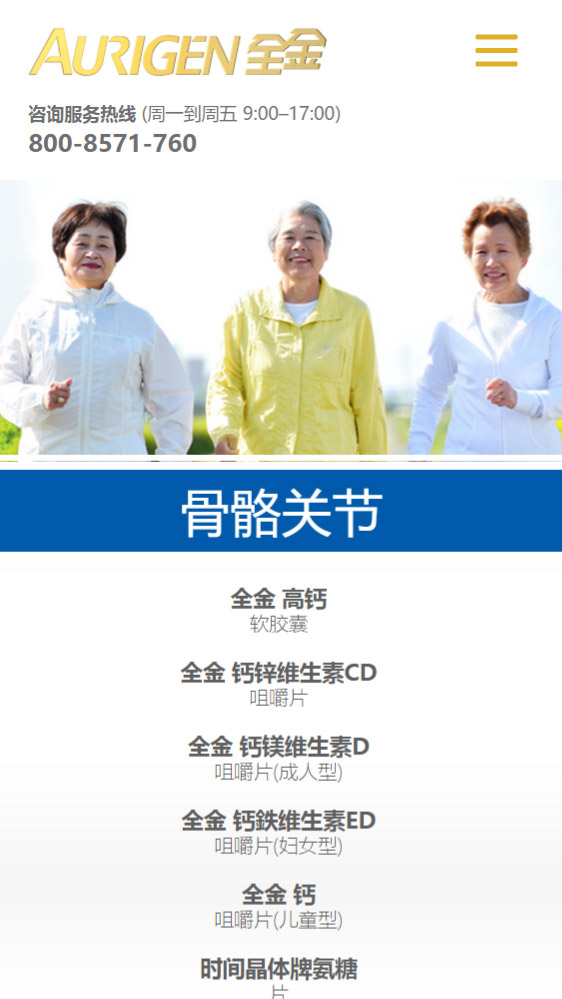 AURIGEN 全金
咨询服务热线 (周一到周五 9:00–17:00)
800-8571-760
骨骼关节
全金 高钙
软胶囊
全金 钙锌维生素CD
咀嚼片
全金 钙镁维生素D
咀嚼片(成人型)
全金 钙鉄维生素ED
咀嚼片(妇女型)
全金 钙
咀嚼片(儿童型)
时间晶体牌氨糖
片